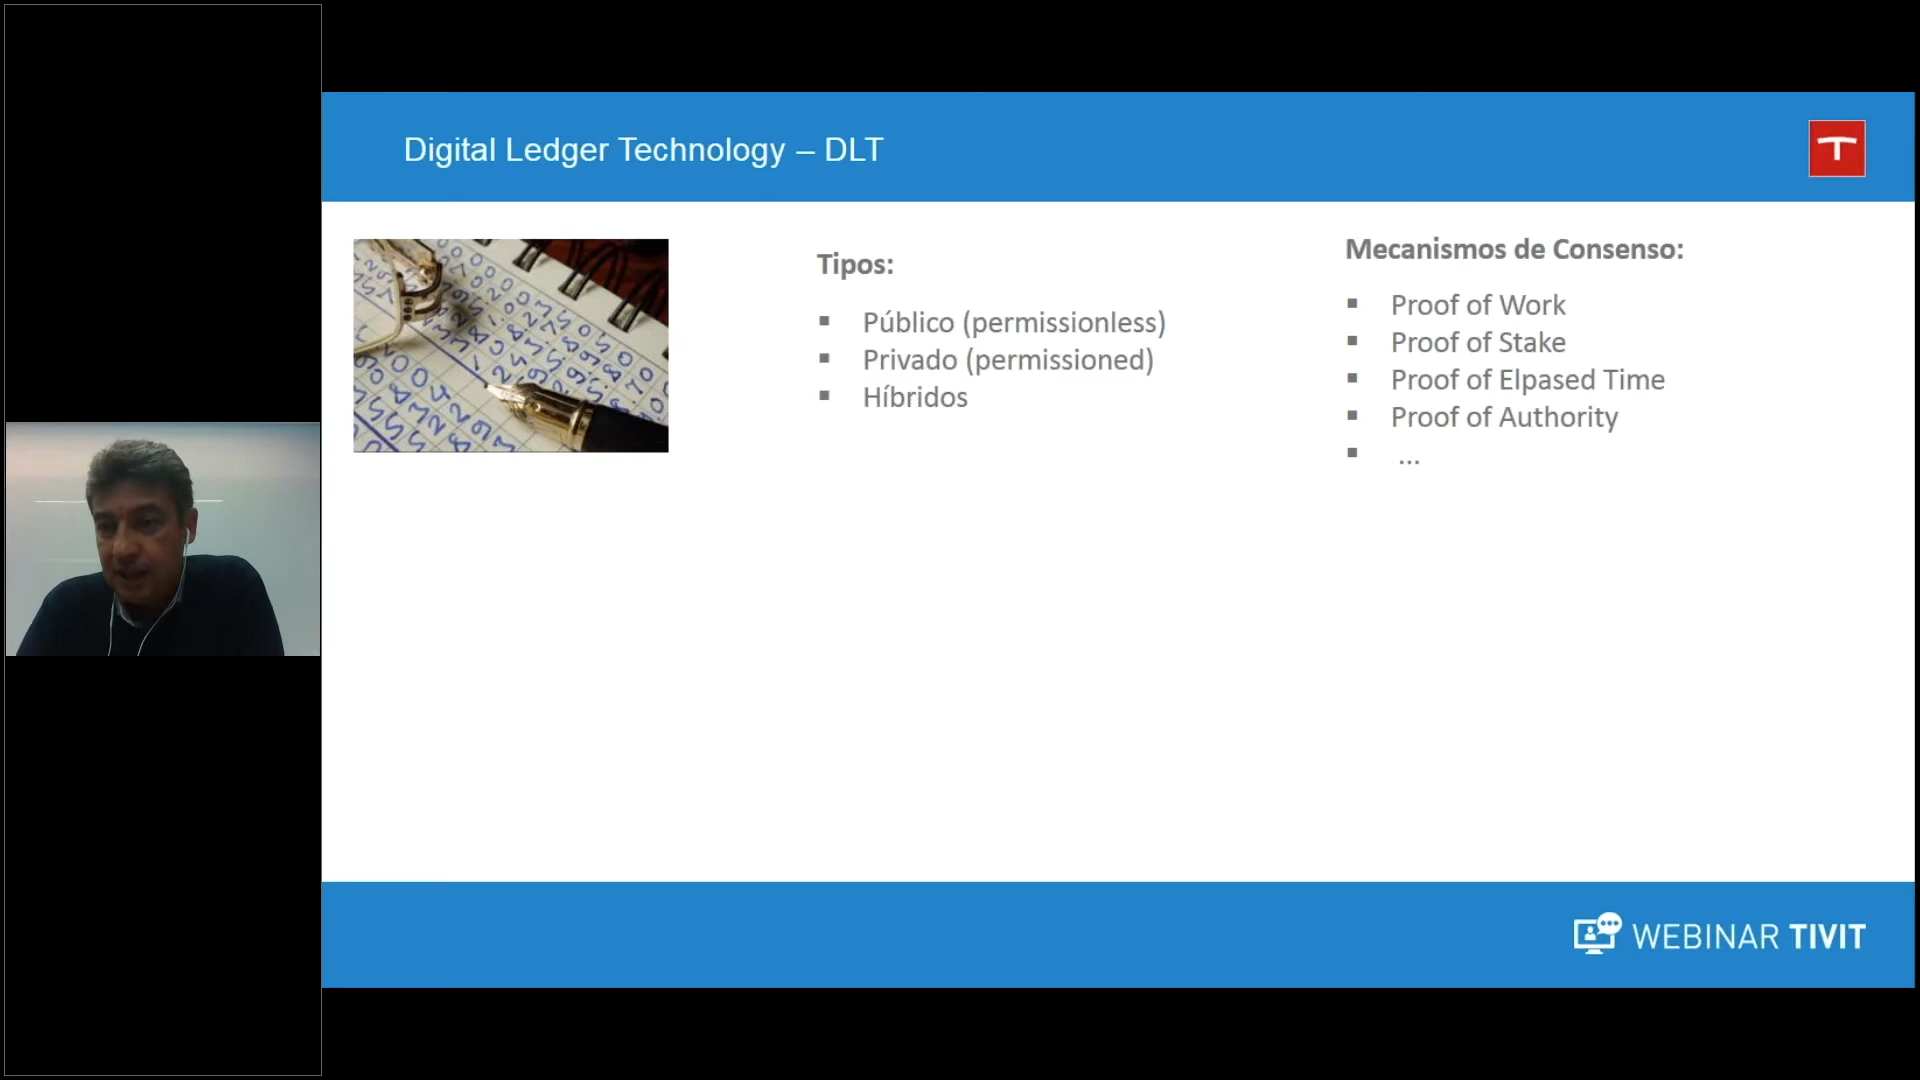 Digital Ledger Technology – DLT
Tipos:
▪ Público (permissionless)
▪ Privado (permissioned)
▪ Híbridos
Mecanismos de Consenso:
▪ Proof of Work
▪ Proof of Stake
▪ Proof of Elpased Time
▪ Proof of Authority
▪ ...
WEBINAR TIVIT